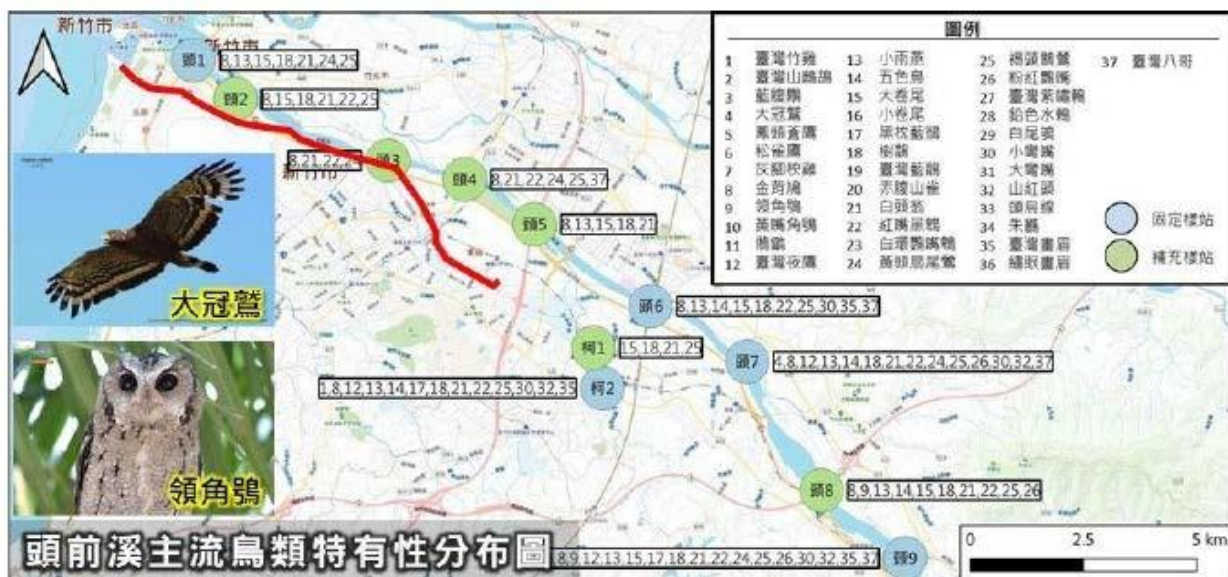 圖例
1 臺灣竹雞
2 臺灣山鷓鴣
3 藍腹鷴
4 大冠鷲
5 鳳頭蒼鷹
6 松雀鷹
7 灰腳秧雞
8 金背鳩
9 領角鴞
10 黃嘴角鴞
11 鵂鶹
12 臺灣夜鷹
13 小雨燕
14 五色鳥
15 大卷尾
16 小卷尾
17 黑枕藍鶲
18 樹鵲
19 臺灣藍鵲
20 赤腹山雀
21 白頭翁
22 紅嘴黑鵯
23 白環鸚嘴鵯
24 黃頭扇尾鶯
25 褐頭鷦鶯
26 粉紅鸚嘴
27 臺灣紫嘯鶇
28 鉛色水鶇
29 白尾鴝
30 小彎嘴
31 大彎嘴
32 山紅頭
33 頭烏線
34 朱鸝
35 臺灣畫眉
36 繡眼畫眉
37 臺灣八哥
固定樣站
補充樣站
新竹市
新竹市
頭1 8,13,15,18,21,24,25
頭2 8,15,18,21,22,25
頭3
新竹市
頭4 8,21,22,24,25,37
頭5 8,13,15,18,21
頭6 8,13,14,15,18,22,25,30,35,37
柯1 15,18,21,25
頭7 4,8,12,13,14,18,21,22,24,25,26,30,32,37
1,8,12,13,14,17,18,21,22,25,30,32,35 柯2
頭8 8,9,13,14,15,18,21,22,25,26
8,9,12,13,15,17,18,21,22,24,25,26,30,32,35,37 頭9
大冠鷲
領角鴞
頭前溪主流鳥類特有性分布圖
0 2.5 5 km